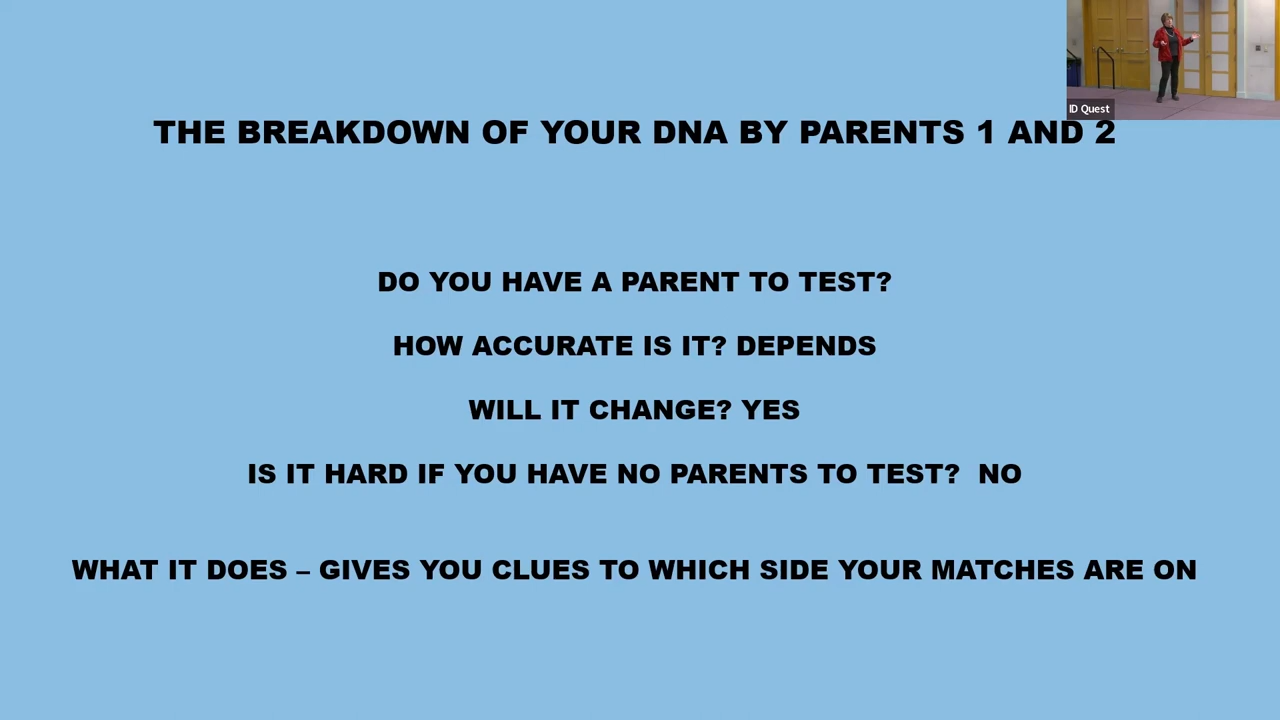 ID Quest
THE BREAKDOWN OF YOUR DNA BY PARENTS 1 AND 2
DO YOU HAVE A PARENT TO TEST?
HOW ACCURATE IS IT? DEPENDS
WILL IT CHANGE? YES
IS IT HARD IF YOU HAVE NO PARENTS TO TEST?  NO
WHAT IT DOES – GIVES YOU CLUES TO WHICH SIDE YOUR MATCHES ARE ON